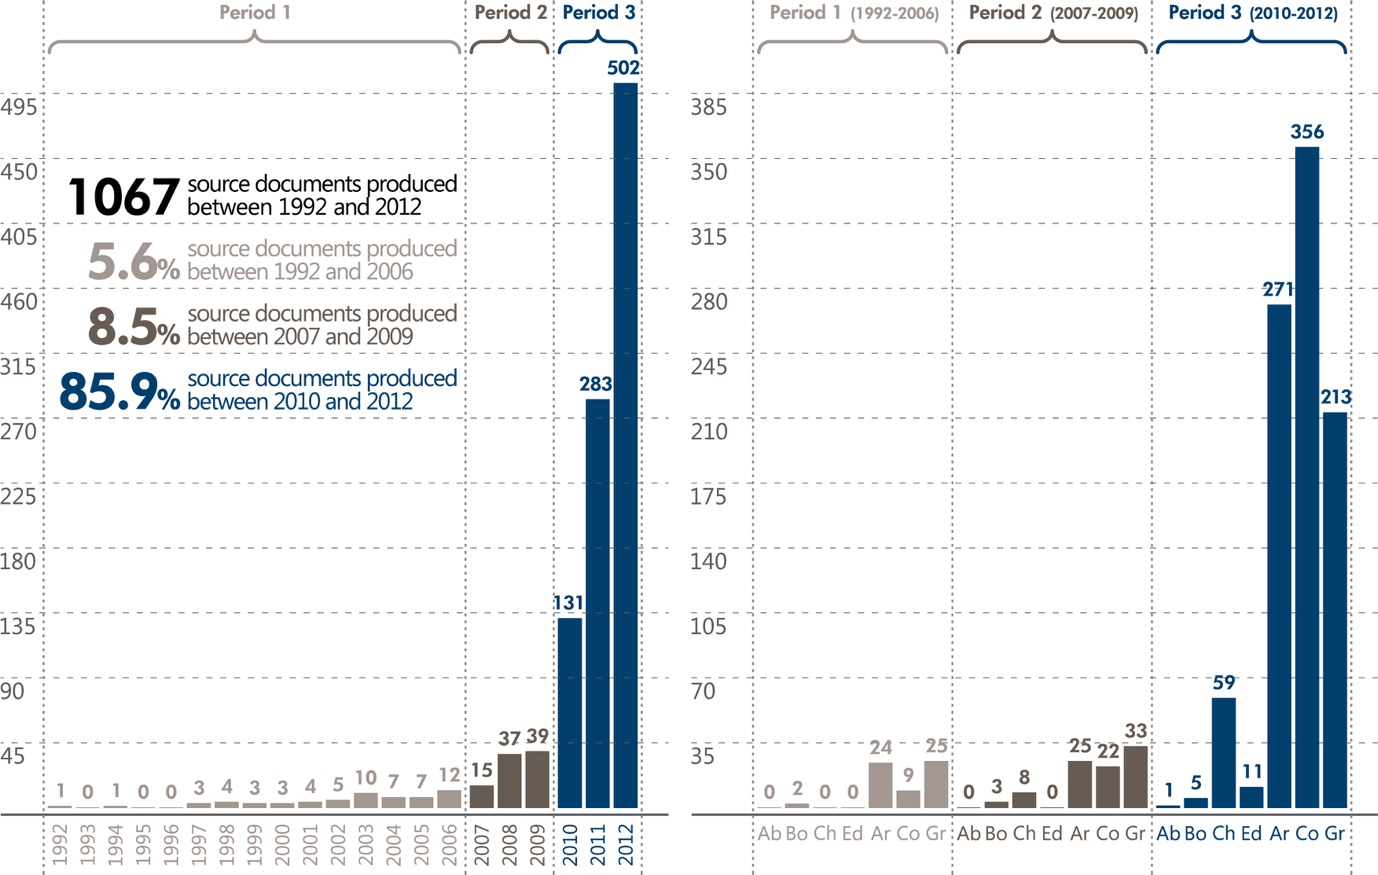 Period 1
Period 2
Period 3
495
450
405
460
315
270
225
180
135
90
45
1067 source documents produced
between 1992 and 2012
5.6% source documents produced
between 1992 and 2006
8.5% source documents produced
between 2007 and 2009
85.9% source documents produced
between 2010 and 2012
1 0 1 0 0 3 4 3 3 4 5 10 7 7 12 15 37 39 131 283 502
1992 1993 1994 1995 1996 1997 1998 1999 2000 2001 2002 2003 2004 2005 2006 2007 2008 2009 2010 2011 2012
Period 1 (1992-2006)
Period 2 (2007-2009)
Period 3 (2010-2012)
385
350
315
280
245
210
175
140
105
70
35
0 2 0 0 24 9 25 0 3 8 0 25 22 33 1 5 59 11 271 356 213
Ab Bo Ch Ed Ar Co Gr Ab Bo Ch Ed Ar Co Gr Ab Bo Ch Ed Ar Co Gr